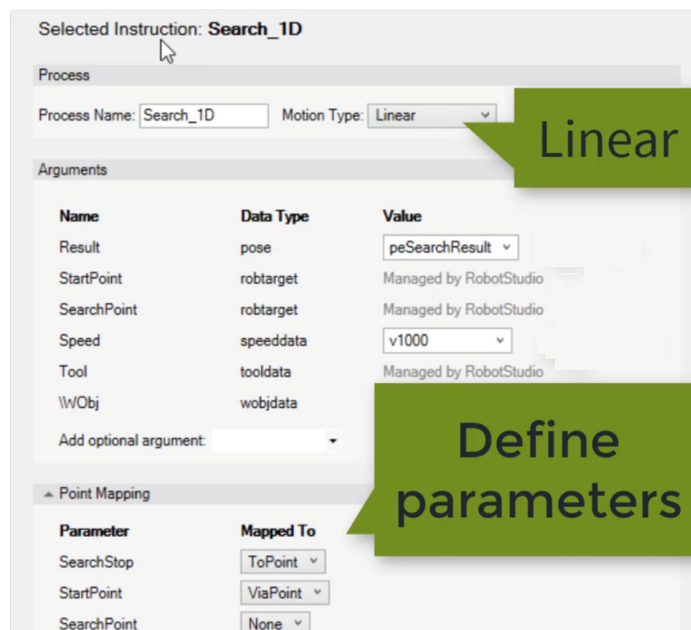 Selected Instruction: Search_1D
Process
Process Name: Search_1D Motion Type: Linear
Linear
Arguments
Name Data Type Value
Result pose peSearchResult
StartPoint robtarget Managed by RobotStudio
SearchPoint robtarget Managed by RobotStudio
Speed speeddata v1000
Tool tooldata Managed by RobotStudio
\WObj wobjdata
Add optional argument:
Define
parameters
Point Mapping
Parameter Mapped To
SearchStop ToPoint
StartPoint ViaPoint
SearchPoint None